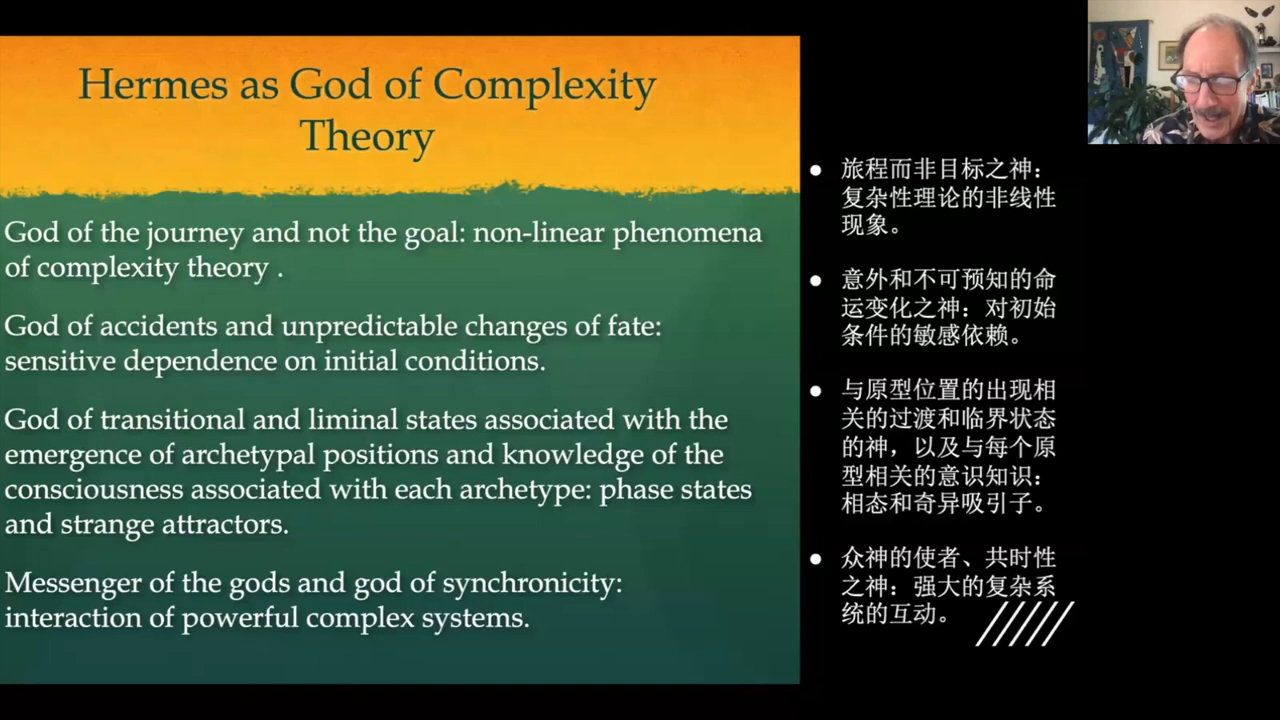 Hermes as God of Complexity
Theory
God of the journey and not the goal: non-linear phenomena
of complexity theory .
God of accidents and unpredictable changes of fate:
sensitive dependence on initial conditions.
God of transitional and liminal states associated with the
emergence of archetypal positions and knowledge of the
consciousness associated with each archetype: phase states
and strange attractors.
Messenger of the gods and god of synchronicity:
interaction of powerful complex systems.
● 旅程而非目标之神：
复杂性理论的非线性
现象。
● 意外和不可预知的命
运变化之神：对初始
条件的敏感依赖。
● 与原型位置的出现相
关的过渡和临界状态
的神，以及与每个原
型相关的意识知识：
相态和奇异吸引子。
● 众神的使者、共时性
之神：强大的复杂系
统的互动。